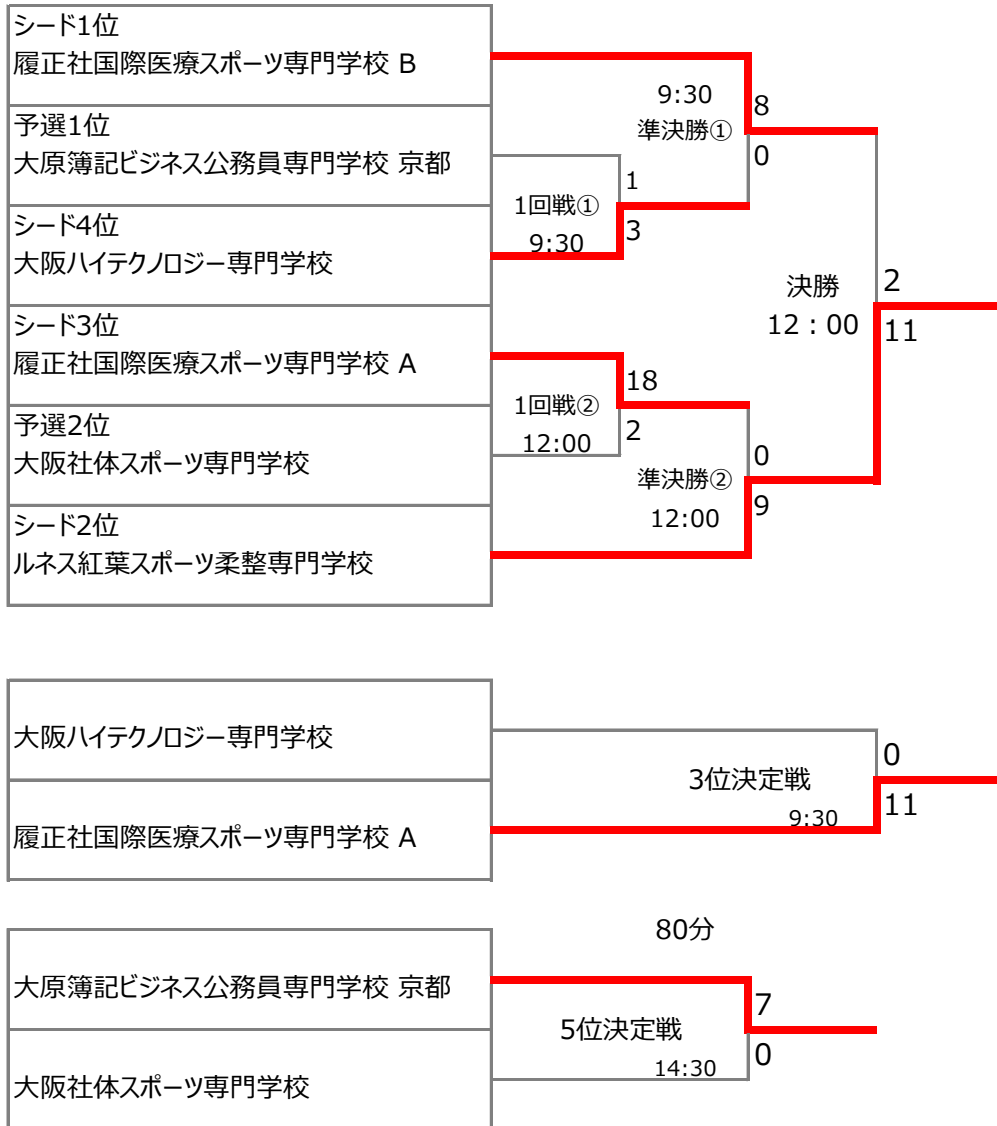 シード1位
履正社国際医療スポーツ専門学校 B
予選1位
大原簿記ビジネス公務員専門学校 京都
シード4位
大阪ハイテクノロジー専門学校
シード3位
履正社国際医療スポーツ専門学校 A
予選2位
大阪社体スポーツ専門学校
シード2位
ルネス紅葉スポーツ柔整専門学校
1回戦①
9:30
1
3
1回戦②
12:00
18
2
9:30
準決勝①
8
0
準決勝②
12:00
0
9
決勝
12：00
2
11
大阪ハイテクノロジー専門学校
履正社国際医療スポーツ専門学校 A
3位決定戦
9:30
0
11
80分
大原簿記ビジネス公務員専門学校 京都
大阪社体スポーツ専門学校
5位決定戦
14:30
7
0